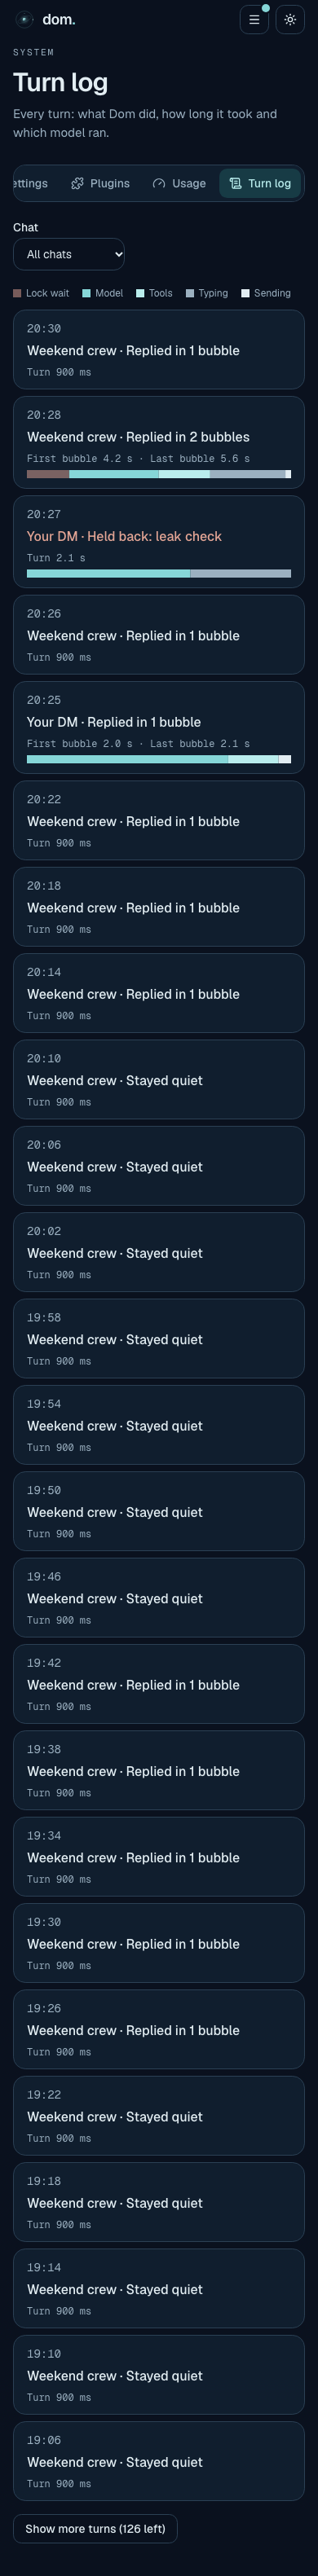 dom.
SYSTEM
Turn log
Every turn: what Dom did, how long it took and
which model ran.
ettings Plugins Usage Turn log
Chat
All chats
Lock wait Model Tools Typing Sending
20:30
Weekend crew · Replied in 1 bubble
Turn 900 ms
20:28
Weekend crew · Replied in 2 bubbles
First bubble 4.2 s · Last bubble 5.6 s
20:27
Your DM · Held back: leak check
Turn 2.1 s
20:26
Weekend crew · Replied in 1 bubble
Turn 900 ms
20:25
Your DM · Replied in 1 bubble
First bubble 2.0 s · Last bubble 2.1 s
20:22
Weekend crew · Replied in 1 bubble
Turn 900 ms
20:18
Weekend crew · Replied in 1 bubble
Turn 900 ms
20:14
Weekend crew · Replied in 1 bubble
Turn 900 ms
20:10
Weekend crew · Stayed quiet
Turn 900 ms
20:06
Weekend crew · Stayed quiet
Turn 900 ms
20:02
Weekend crew · Stayed quiet
Turn 900 ms
19:58
Weekend crew · Stayed quiet
Turn 900 ms
19:54
Weekend crew · Stayed quiet
Turn 900 ms
19:50
Weekend crew · Stayed quiet
Turn 900 ms
19:46
Weekend crew · Stayed quiet
Turn 900 ms
19:42
Weekend crew · Replied in 1 bubble
Turn 900 ms
19:38
Weekend crew · Replied in 1 bubble
Turn 900 ms
19:34
Weekend crew · Replied in 1 bubble
Turn 900 ms
19:30
Weekend crew · Replied in 1 bubble
Turn 900 ms
19:26
Weekend crew · Replied in 1 bubble
Turn 900 ms
19:22
Weekend crew · Stayed quiet
Turn 900 ms
19:18
Weekend crew · Stayed quiet
Turn 900 ms
19:14
Weekend crew · Stayed quiet
Turn 900 ms
19:10
Weekend crew · Stayed quiet
Turn 900 ms
19:06
Weekend crew · Stayed quiet
Turn 900 ms
Show more turns (126 left)